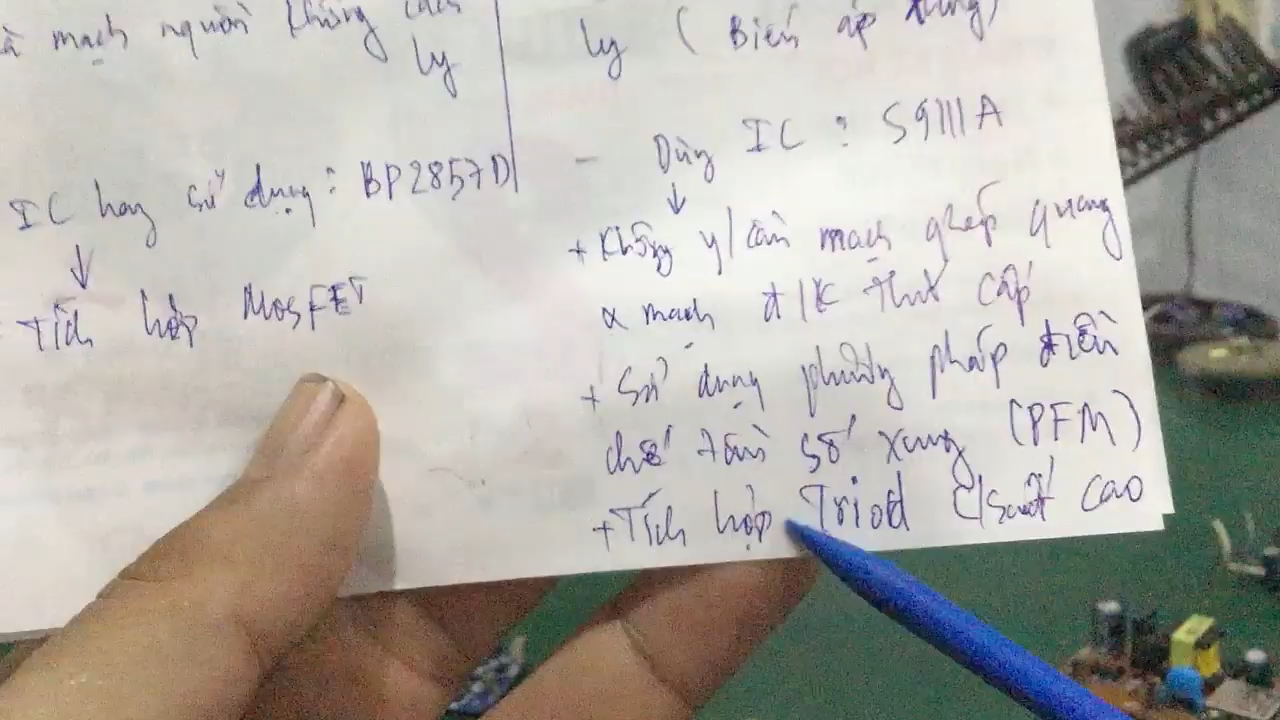 à mạch nguồn không cách
ly
IC hay sử dụng: BP2857D
↓
Tích hợp MOSFET
ly (Biến áp xung)
- Dùng IC: S9111A
↓
+ Không y/cầu mạch ghép quang
& mạch đ/k thứ cấp
+ Sử dụng phương pháp điều
chế tần số xung (PFM)
+ Tích hợp Triod C/suất cao